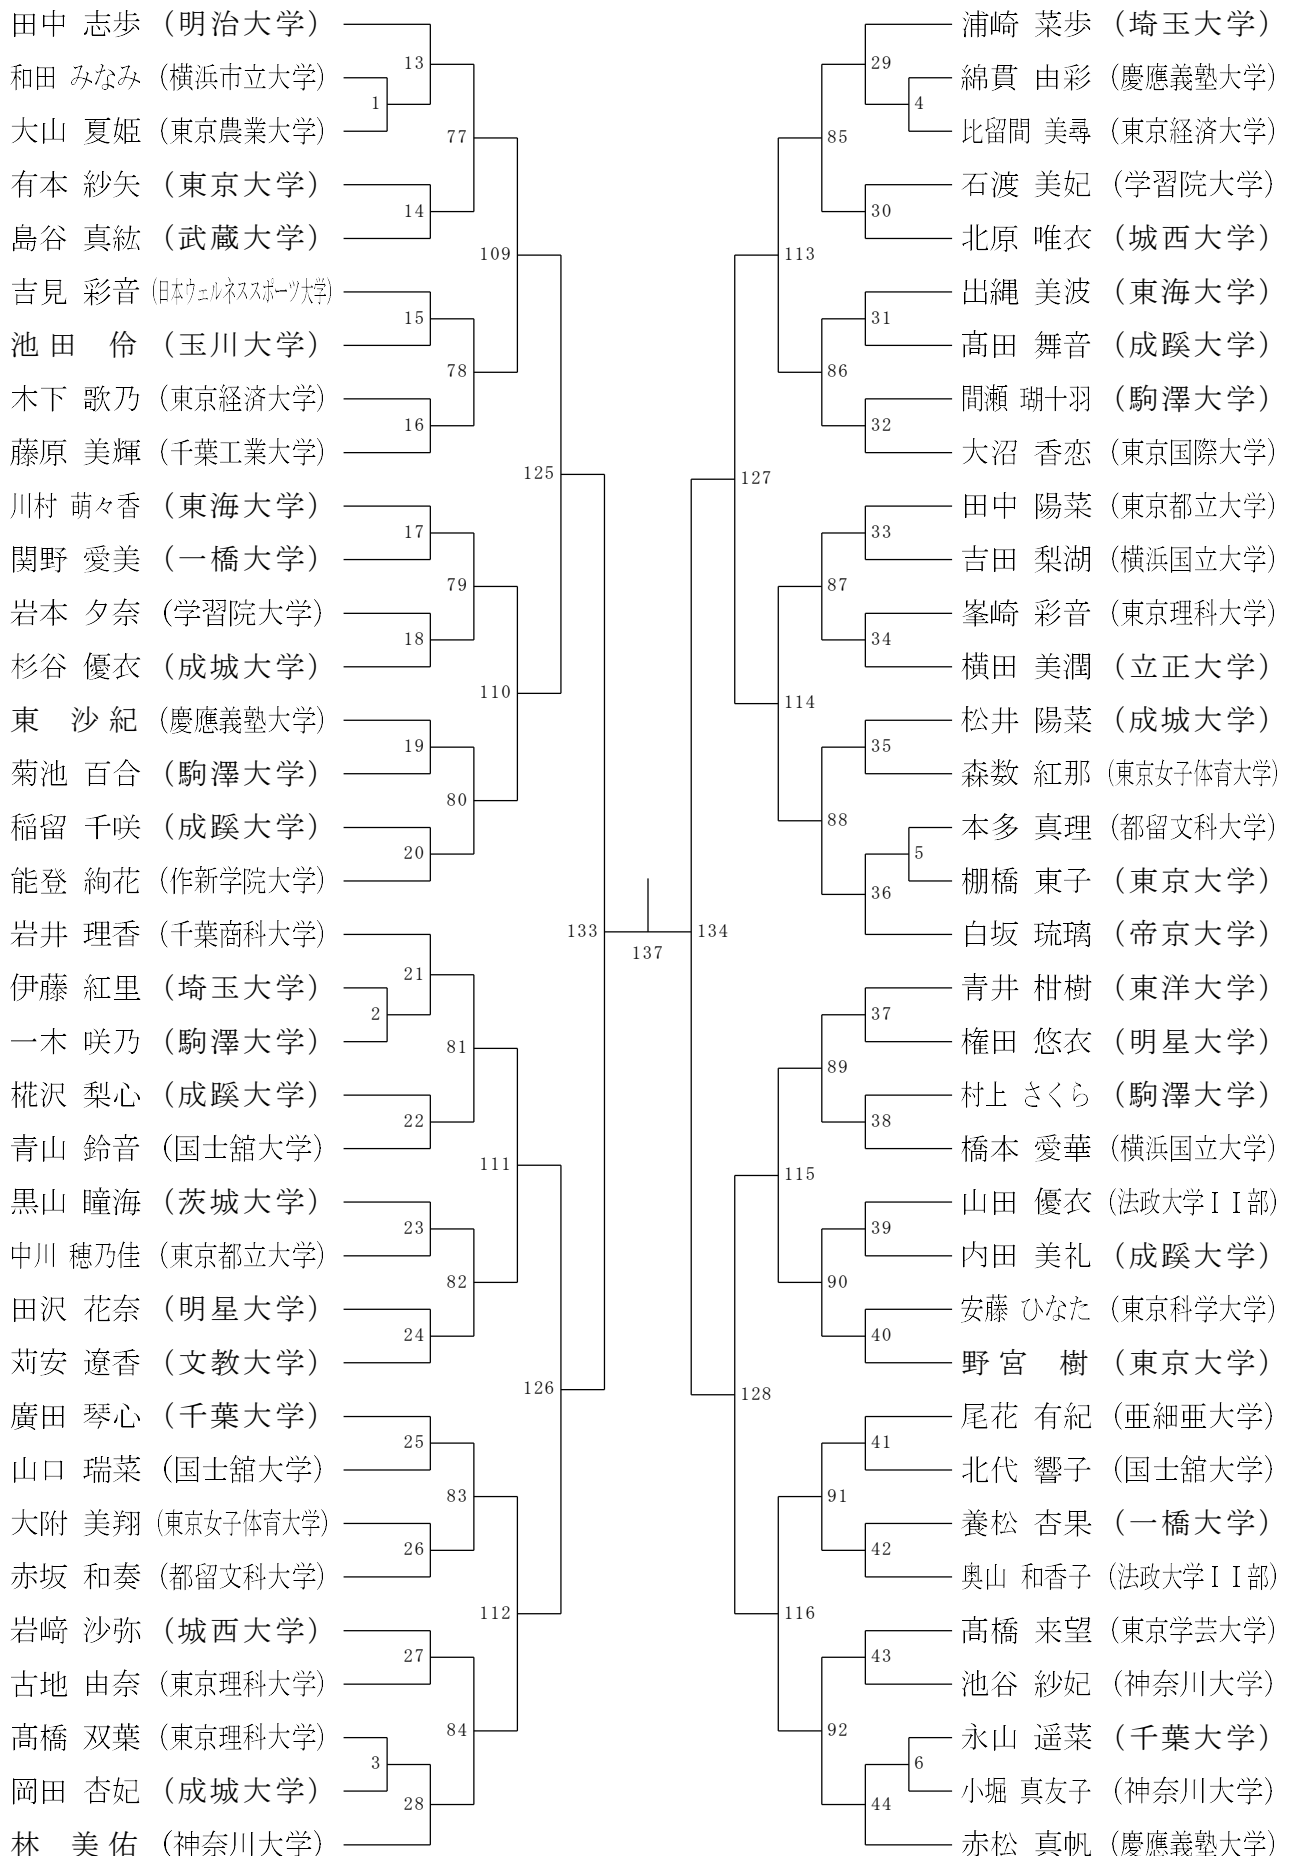 田中 志歩 (明治大学)
和田 みなみ (横浜市立大学)
大山 夏姫 (東京農業大学)
有本 紗矢 (東京大学)
島谷 真紘 (武蔵大学)
吉見 彩音 (日本ウェルネススポーツ大学)
池田 伶 (玉川大学)
木下 歌乃 (東京経済大学)
藤原 美輝 (千葉工業大学)
川村 萌々香 (東海大学)
関野 愛美 (一橋大学)
岩本 夕奈 (学習院大学)
杉谷 優衣 (成城大学)
東 沙紀 (慶應義塾大学)
菊池 百合 (駒澤大学)
稲留 千咲 (成蹊大学)
能登 絢花 (作新学院大学)
岩井 理香 (千葉商科大学)
伊藤 紅里 (埼玉大学)
一木 咲乃 (駒澤大学)
椛沢 梨心 (成蹊大学)
青山 鈴音 (国士舘大学)
黒山 瞳海 (茨城大学)
中川 穂乃佳 (東京都立大学)
田沢 花奈 (明星大学)
苅安 遼香 (文教大学)
廣田 琴心 (千葉大学)
山口 瑞菜 (国士舘大学)
大附 美翔 (東京女子体育大学)
赤坂 和奏 (都留文科大学)
岩﨑 沙弥 (城西大学)
古地 由奈 (東京理科大学)
髙橋 双葉 (東京理科大学)
岡田 杏妃 (成城大学)
林 美佑 (神奈川大学)
13
1
77
14
109
15
78
16
125
17
79
18
110
19
80
20
133
21
2
81
22
111
23
82
24
126
25
83
26
112
27
84
3
28
137
134
29
4
85
30
113
31
86
32
127
33
87
34
114
35
88
5
36
37
89
38
115
39
90
40
128
41
91
42
116
43
92
6
44
浦崎 菜歩 (埼玉大学)
綿貫 由彩 (慶應義塾大学)
比留間 美尋 (東京経済大学)
石渡 美妃 (学習院大学)
北原 唯衣 (城西大学)
出縄 美波 (東海大学)
髙田 舞音 (成蹊大学)
間瀬 瑚十羽 (駒澤大学)
大沼 香恋 (東京国際大学)
田中 陽菜 (東京都立大学)
吉田 梨湖 (横浜国立大学)
峯崎 彩音 (東京理科大学)
横田 美潤 (立正大学)
松井 陽菜 (成城大学)
森数 紅那 (東京女子体育大学)
本多 真理 (都留文科大学)
棚橋 東子 (東京大学)
白坂 琉璃 (帝京大学)
青井 柑樹 (東洋大学)
権田 悠衣 (明星大学)
村上 さくら (駒澤大学)
橋本 愛華 (横浜国立大学)
山田 優衣 (法政大学ＩＩ部)
内田 美礼 (成蹊大学)
安藤 ひなた (東京科学大学)
野宮 樹 (東京大学)
尾花 有紀 (亜細亜大学)
北代 響子 (国士舘大学)
養松 杏果 (一橋大学)
奥山 和香子 (法政大学ＩＩ部)
髙橋 来望 (東京学芸大学)
池谷 紗妃 (神奈川大学)
永山 遥菜 (千葉大学)
小堀 真友子 (神奈川大学)
赤松 真帆 (慶應義塾大学)